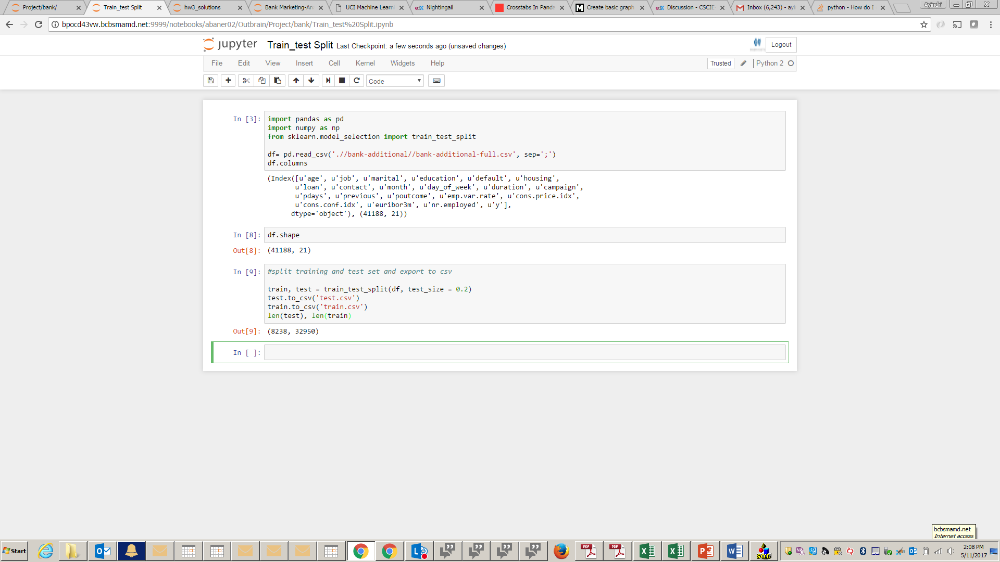 Project/bank/
Train_test Split
hw3_solutions
Bank Marketing-An
UCI Machine Learn
edX Nightingail
Crosstabs In Panda
M Create basic graph
edX Discussion - CSCIE
Inbox (6,243) - ayi
python - How do I
Ayindri
bpocd43vw.bcbsmamd.net:9999/notebooks/abaner02/Outbrain/Project/bank/Train_test%20Split.ipynb
jupyter Train_test Split Last Checkpoint: a few seconds ago (unsaved changes)
Logout
File Edit View Insert Cell Kernel Widgets Help
Trusted
Python 2
Code
In [3]:
import pandas as pd
import numpy as np
from sklearn.model_selection import train_test_split
df= pd.read_csv('.//bank-additional//bank-additional-full.csv', sep=';')
df.columns
(Index([u'age', u'job', u'marital', u'education', u'default', u'housing',
u'loan', u'contact', u'month', u'day_of_week', u'duration', u'campaign',
u'pdays', u'previous', u'poutcome', u'emp.var.rate', u'cons.price.idx',
u'cons.conf.idx', u'euribor3m', u'nr.employed', u'y'],
dtype='object'), (41188, 21))
In [8]: df.shape
Out[8]: (41188, 21)
In [9]: #split training and test set and export to csv
train, test = train_test_split(df, test_size = 0.2)
test.to_csv('test.csv')
train.to_csv('train.csv')
len(test), len(train)
Out[9]: (8238, 32950)
In [ ]:
bcbsmamd.net
Internet access
Start
PDF
PDF
SQL
2:08 PM
5/11/2017